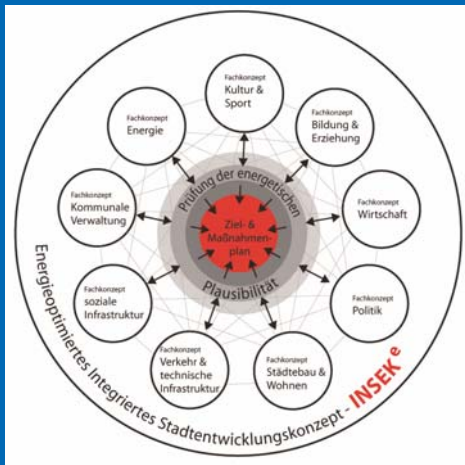 Fachkonzept
Kultur &
Sport
Fachkonzept
Bildung &
Erziehung
Fachkonzept
Wirtschaft
Fachkonzept
Politik
Fachkonzept
Städtebau &
Wohnen
Fachkonzept
Verkehr &
technische
Infrastruktur
Fachkonzept
soziale
Infrastruktur
Fachkonzept
Kommunale
Verwaltung
Fachkonzept
Energie
Prüfung der energetischen
Plausibilität
Ziel- &
Maßnahmen-
plan
Energieoptimiertes Integriertes Stadtentwicklungskonzept - INSEKe